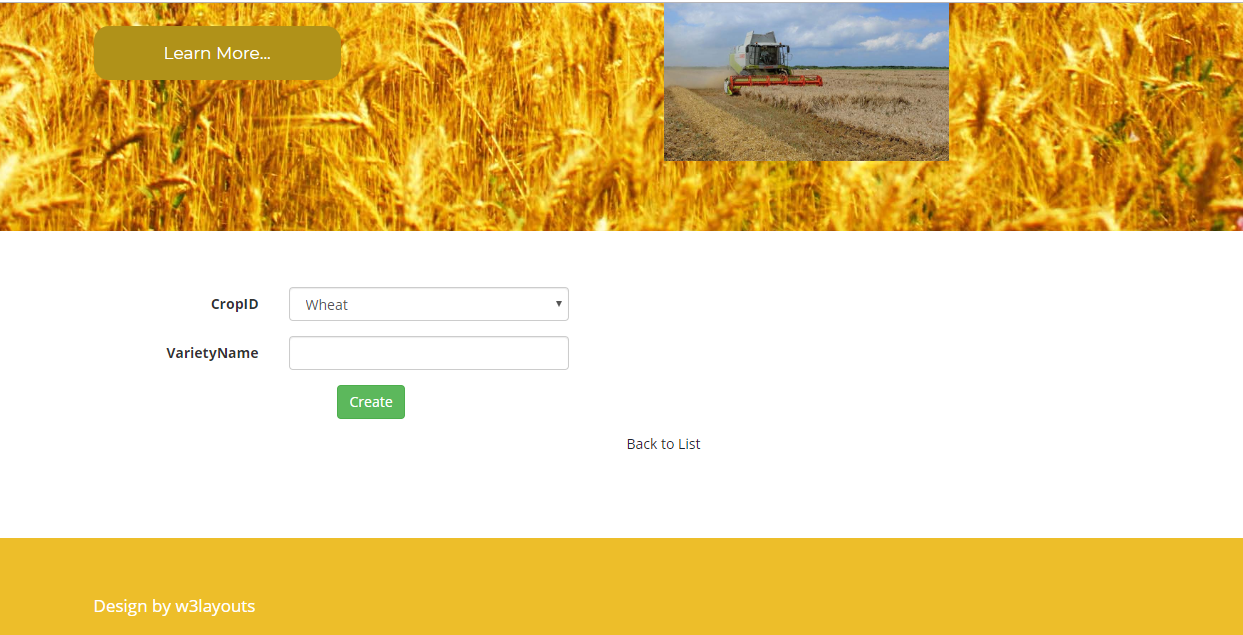 Learn More...
CropID
Wheat
VarietyName
Create
Back to List
Design by w3layouts